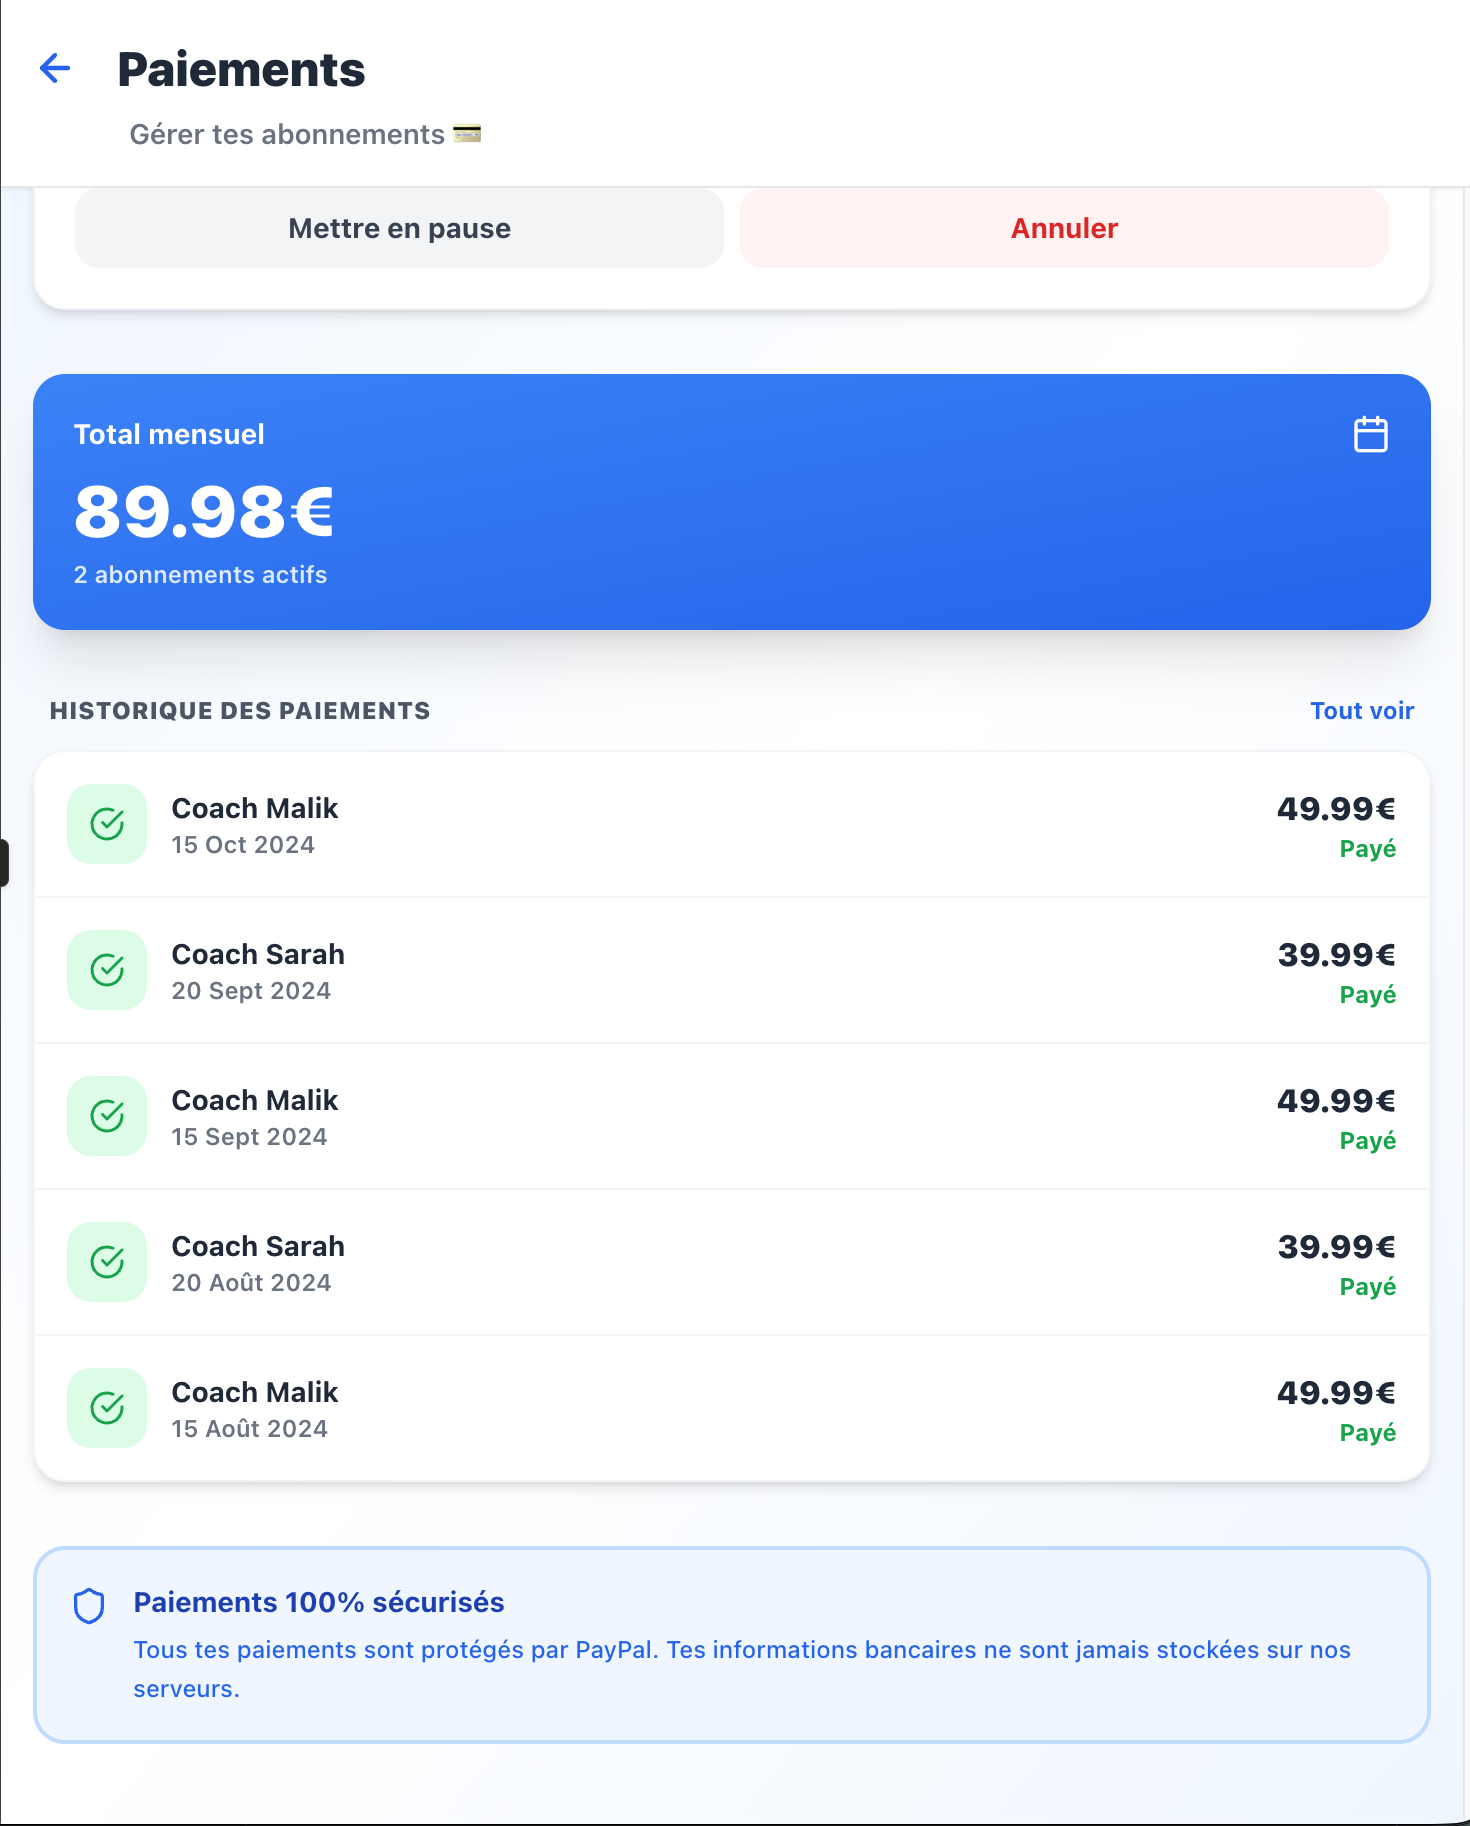 Paiements
Gérer tes abonnements 💳
Mettre en pause
Annuler
Total mensuel
89.98€
2 abonnements actifs
HISTORIQUE DES PAIEMENTS
Tout voir
Coach Malik
49.99€
15 Oct 2024
Payé
Coach Sarah
39.99€
20 Sept 2024
Payé
Coach Malik
49.99€
15 Sept 2024
Payé
Coach Sarah
39.99€
20 Août 2024
Payé
Coach Malik
49.99€
15 Août 2024
Payé
Paiements 100% sécurisés
Tous tes paiements sont protégés par PayPal. Tes informations bancaires ne sont jamais stockées sur nos
serveurs.